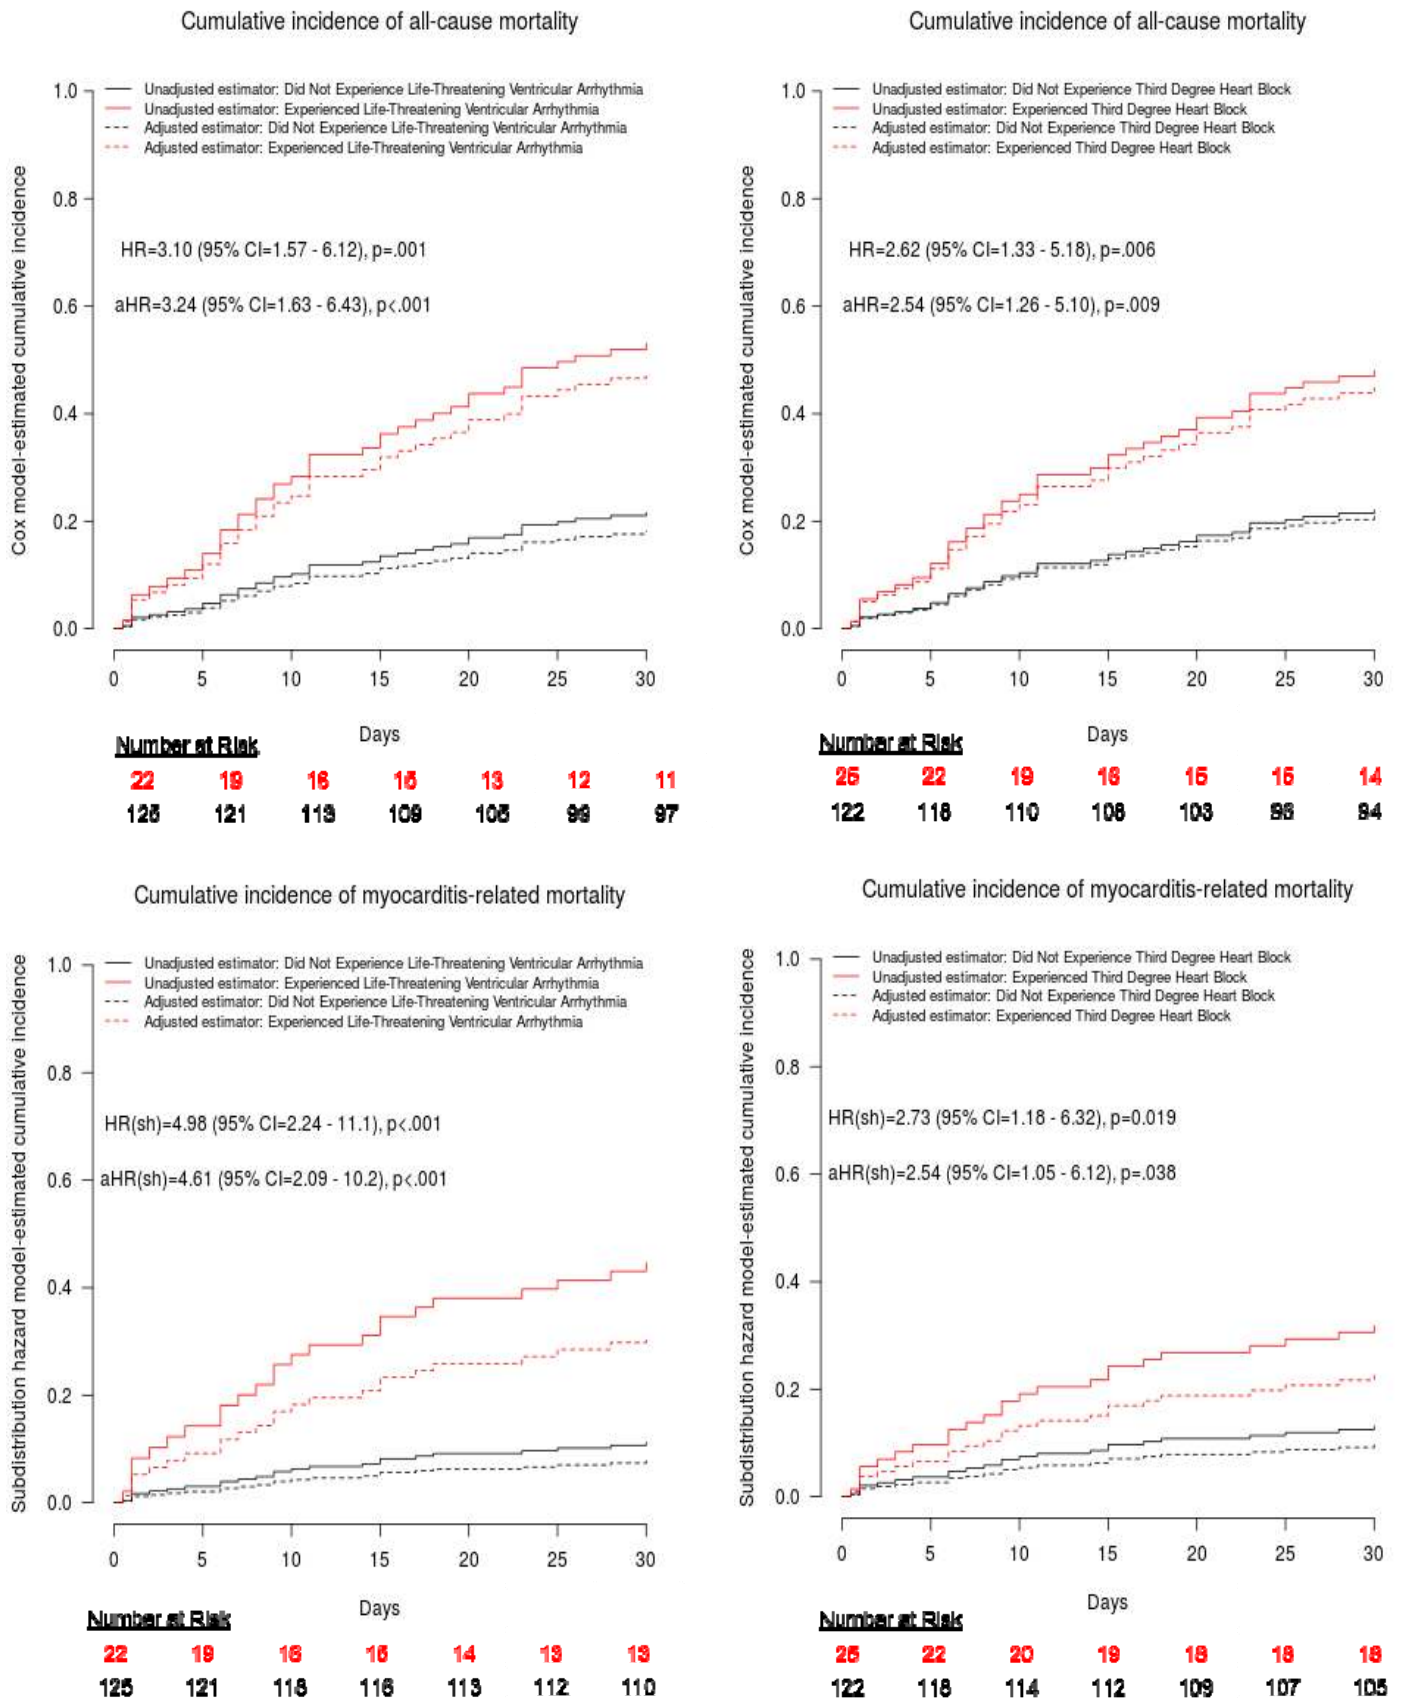 Cumulative incidence of all-cause mortality
Unadjusted estimator: Did Not Experience Life-Threatening Ventricular Arrhythmia
Unadjusted estimator: Experienced Life-Threatening Ventricular Arrhythmia
Adjusted estimator: Did Not Experience Life-Threatening Ventricular Arrhythmia
Adjusted estimator: Experienced Life-Threatening Ventricular Arrhythmia
HR=3.10 (95% CI=1.57 - 6.12), p=.001
aHR=3.24 (95% CI=1.63 - 6.43), p<.001
Cox model-estimated cumulative incidence
1.0
0.8
0.6
0.4
0.2
0.0
0 5 10 15 20 25 30
Days
Number at Risk
22 19 16 15 13 12 11
125 121 113 109 105 99 97
Cumulative incidence of all-cause mortality
Unadjusted estimator: Did Not Experience Third Degree Heart Block
Unadjusted estimator: Experienced Third Degree Heart Block
Adjusted estimator: Did Not Experience Third Degree Heart Block
Adjusted estimator: Experienced Third Degree Heart Block
HR=2.62 (95% CI=1.33 - 5.18), p=.006
aHR=2.54 (95% CI=1.26 - 5.10), p=.009
Cox model-estimated cumulative incidence
1.0
0.8
0.6
0.4
0.2
0.0
0 5 10 15 20 25 30
Days
Number at Risk
25 22 19 16 15 15 14
122 118 110 108 103 94
Cumulative incidence of myocarditis-related mortality
Unadjusted estimator: Did Not Experience Life-Threatening Ventricular Arrhythmia
Unadjusted estimator: Experienced Life-Threatening Ventricular Arrhythmia
Adjusted estimator: Did Not Experience Life-Threatening Ventricular Arrhythmia
Adjusted estimator: Experienced Life-Threatening Ventricular Arrhythmia
HR(sh)=4.98 (95% CI=2.24 - 11.1), p<.001
aHR(sh)=4.61 (95% CI=2.09 - 10.2), p<.001
Subdistribution hazard model-estimated cumulative incidence
1.0
0.8
0.6
0.4
0.2
0.0
0 5 10 15 20 25 30
Days
Number at Risk
22 19 16 15 14 13 13
125 121 118 116 113 112 110
Cumulative incidence of myocarditis-related mortality
Unadjusted estimator: Did Not Experience Third Degree Heart Block
Unadjusted estimator: Experienced Third Degree Heart Block
Adjusted estimator: Did Not Experience Third Degree Heart Block
Adjusted estimator: Experienced Third Degree Heart Block
HR(sh)=2.73 (95% CI=1.18 - 6.32), p=0.019
aHR(sh)=2.54 (95% CI=1.05 - 6.12), p=.038
Subdistribution hazard model-estimated cumulative incidence
1.0
0.8
0.6
0.4
0.2
0.0
0 5 10 15 20 25 30
Days
Number at Risk
25 22 20 19 18 18 18
122 118 114 112 109 107 105